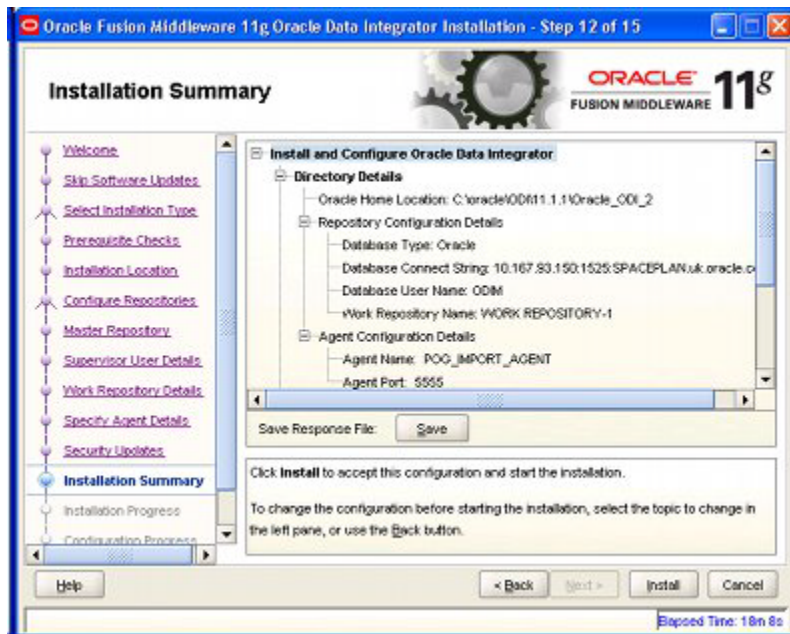 Oracle Fusion Middleware 11g Oracle Data Integrator Installation - Step 12 of 15
Installation Summary
ORACLE
FUSION MIDDLEWARE 11g
Welcome
Skip Software Updates
Select Installation Type
Prerequisite Checks
Installation Location
Configure Repositories
Master Repository
Supervisor User Details
Work Repository Details
Specify Agent Details
Security Updates
Installation Summary
Installation Progress
Configuration Progress
Install and Configure Oracle Data Integrator
Directory Details
Oracle Home Location: C:\oracle\ODI11.1.1\Oracle_ODI_2
Repository Configuration Details
Database Type: Oracle
Database Connect String: 10.167.93.150:1525:SPACEPLAN.uk.oracle.c
Database User Name: ODIM
Work Repository Name: WORK REPOSITORY-1
Agent Configuration Details
Agent Name: POG_IMPORT_AGENT
Agent Port: 5555
Save Response File: Save
Click Install to accept this configuration and start the installation.
To change the configuration before starting the installation, select the topic to change in
the left pane, or use the Back button.
Help < Back Next > Install Cancel
Elapsed Time: 18m 8s